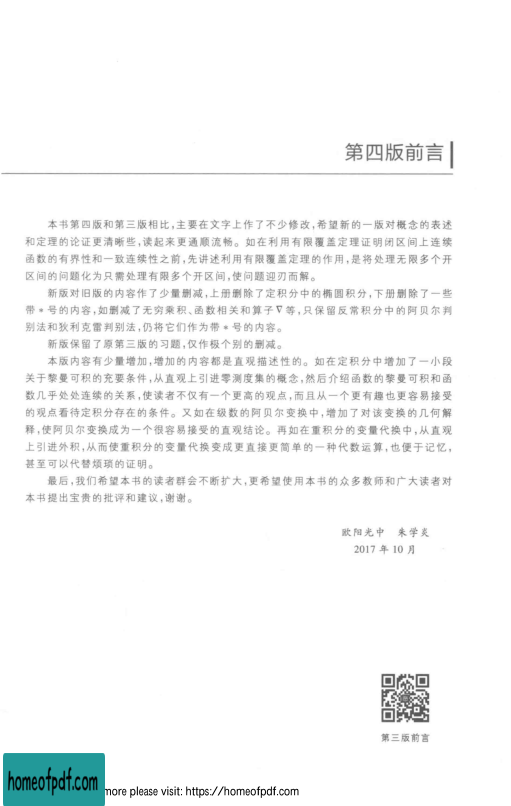 第四版前言
本书第四版和第三版相比,主要在文字上作了不少修改,希望新的一版对概念的表述
和定理的论证更清晰些,读起来更通顺流畅。如在利用有限覆盖定理证明闭区间上连续
函数的有界性和一致连续性之前,先讲述利用有限覆盖定理的作用,是将处理无限多个开
区间的问题化为只需处理有限多个开区间,使问题迎刃而解。
新版对旧版的内容作了少量删减,上册删除了定积分中的椭圆积分,下册删除了一些
带*号的内容,如删减了无穷乘积、函数相关和算子∇等,只保留反常积分中的阿贝尔判
别法和狄利克雷判别法,仍将它们作为带*号的内容。
新版保留了原第三版的习题,仅作极个别的删减。
本版内容有少量增加,增加的内容都是直观描述性的。如在定积分中增加了一小段
关于黎曼可积的充要条件,从直观上引进零测度集的概念,然后介绍函数的黎曼可积和函
数几乎处处连续的关系,使读者不仅有一个更高的观点,而且从一个更有趣也更容易接受
的观点看待定积分存在的条件。又如在级数的阿贝尔变换中,增加了对该变换的几何解
释,使阿贝尔变换成为一个很容易接受的直观结论。再如在重积分的变量代换中,从直观
上引进外积,从而使重积分的变量代换变成更直接更简单的一种代数运算,也便于记忆,
甚至可以代替烦琐的证明。
最后,我们希望本书的读者群会不断扩大,更希望使用本书的众多教师和广大读者对
本书提出宝贵的批评和建议,谢谢。
欧阳光中 朱学炎
2017 年 10 月
第三版前言
homeofpdf.com
more please visit: https://homeofpdf.com